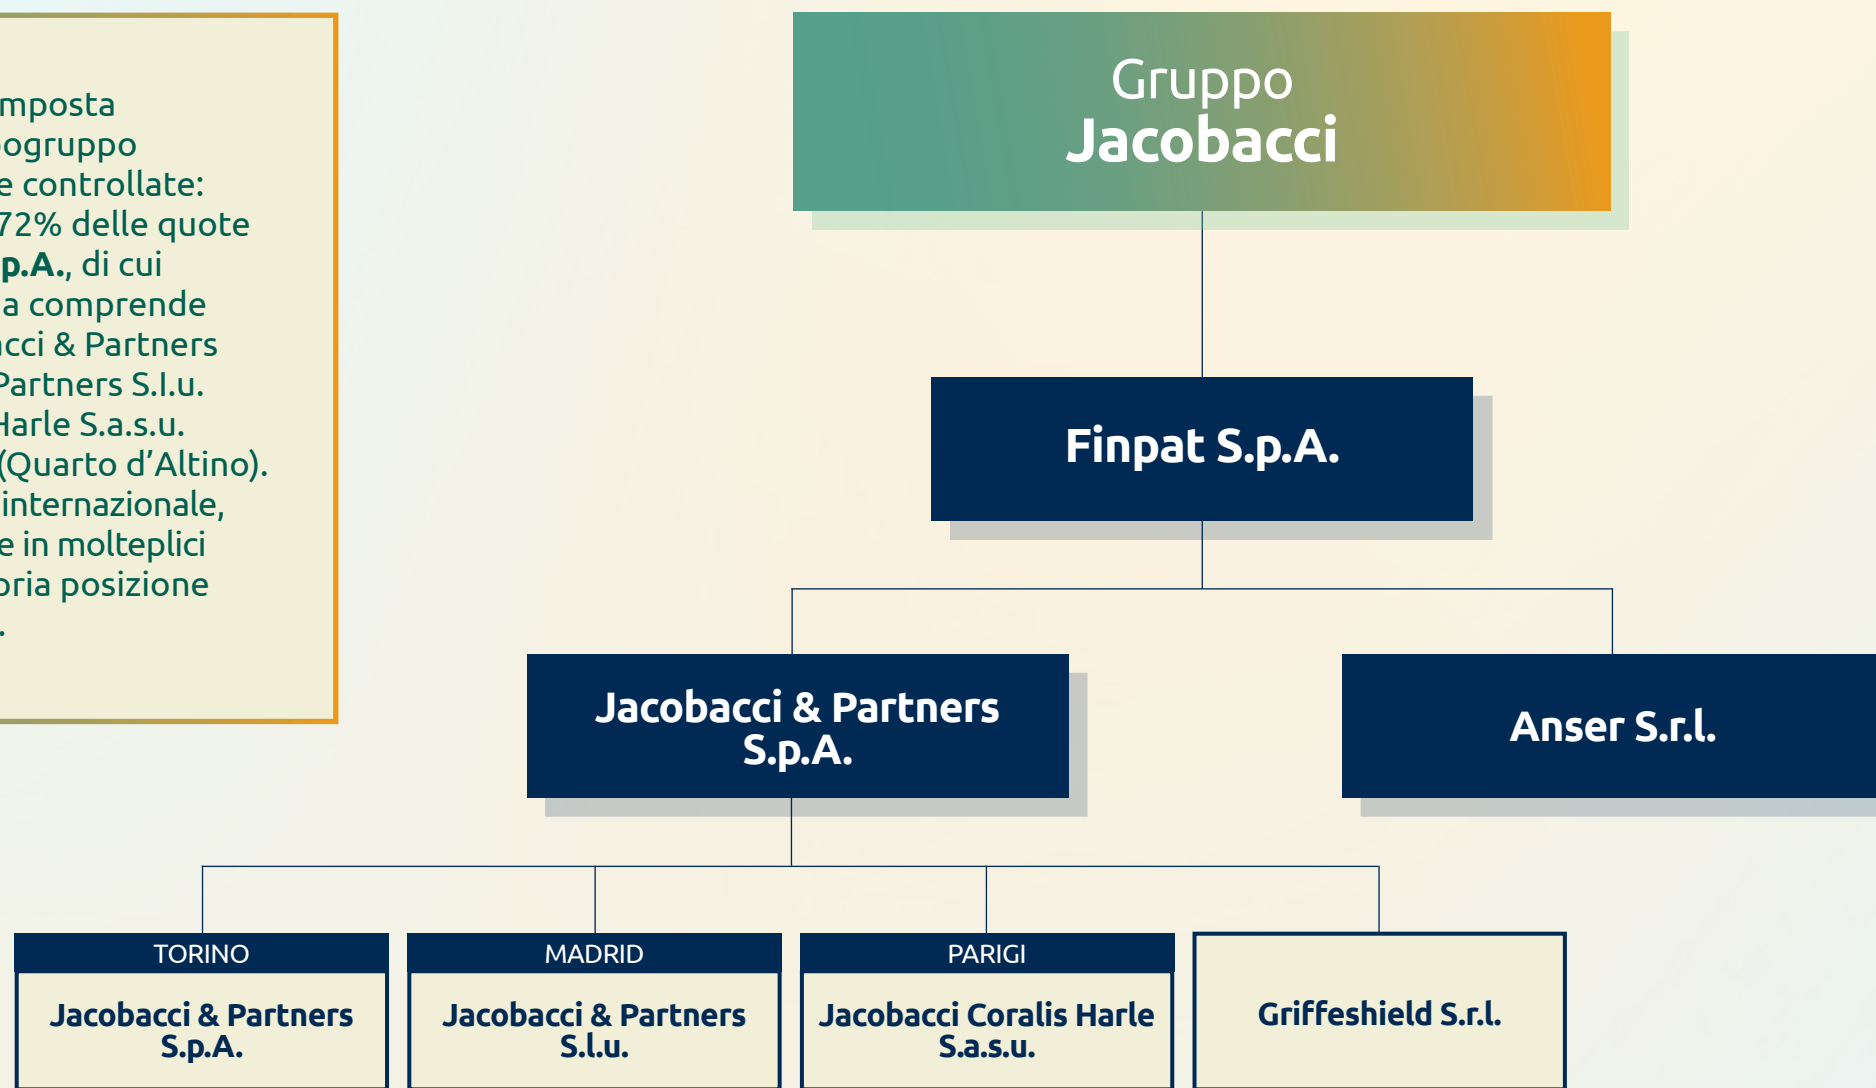 mposta
ogruppo
e controllate:
72% delle quote
p.A., di cui
a comprende
cci & Partners
Partners S.l.u.
Harle S.a.s.u.
(Quarto d'Altino).
internazionale,
e in molteplici
ria posizione
.
Gruppo
Jacobacci
Finpat S.p.A.
Jacobacci & Partners
S.p.A.
Anser S.r.l.
TORINO
Jacobacci & Partners
S.p.A.
MADRID
Jacobacci & Partners
S.l.u.
PARIGI
Jacobacci Coralis Harle
S.a.s.u.
Griffeshield S.r.l.